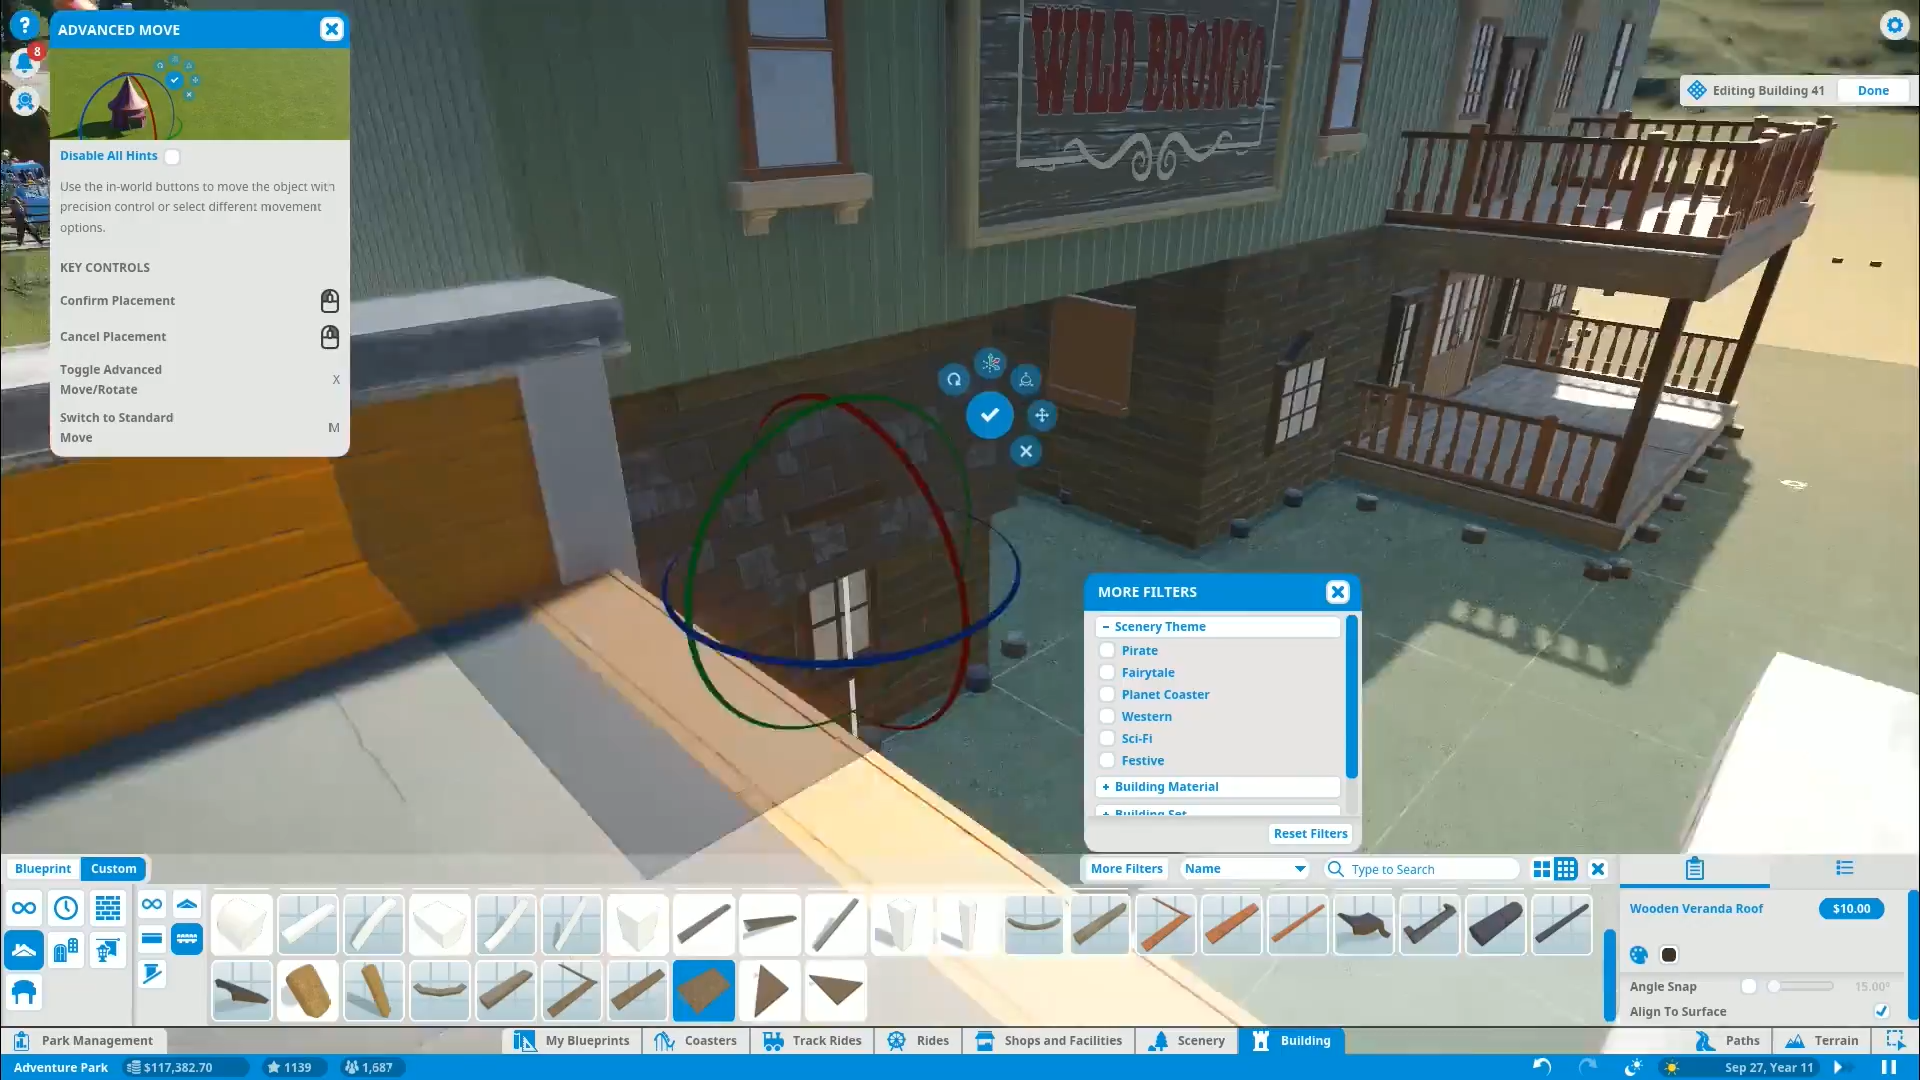 ADVANCED MOVE
8
Disable All Hints
Use the in-world buttons to move the object with
precision control or select different movement
options.
KEY CONTROLS
Confirm Placement
Cancel Placement
Toggle Advanced
Move/Rotate
X
Switch to Standard
Move
M
WILD BRONCO
Editing Building 41
Done
MORE FILTERS
− Scenery Theme
Pirate
Fairytale
Planet Coaster
Western
Sci-Fi
Festive
+ Building Material
+ Building Set
Reset Filters
Blueprint
Custom
More Filters
Name
Type to Search
Wooden Veranda Roof
$10.00
Angle Snap
15.00°
Align To Surface
Park Management
My Blueprints
Coasters
Track Rides
Rides
Shops and Facilities
Scenery
Building
Paths
Terrain
Adventure Park
$117,382.70
1139
1,687
Sep 27, Year 11